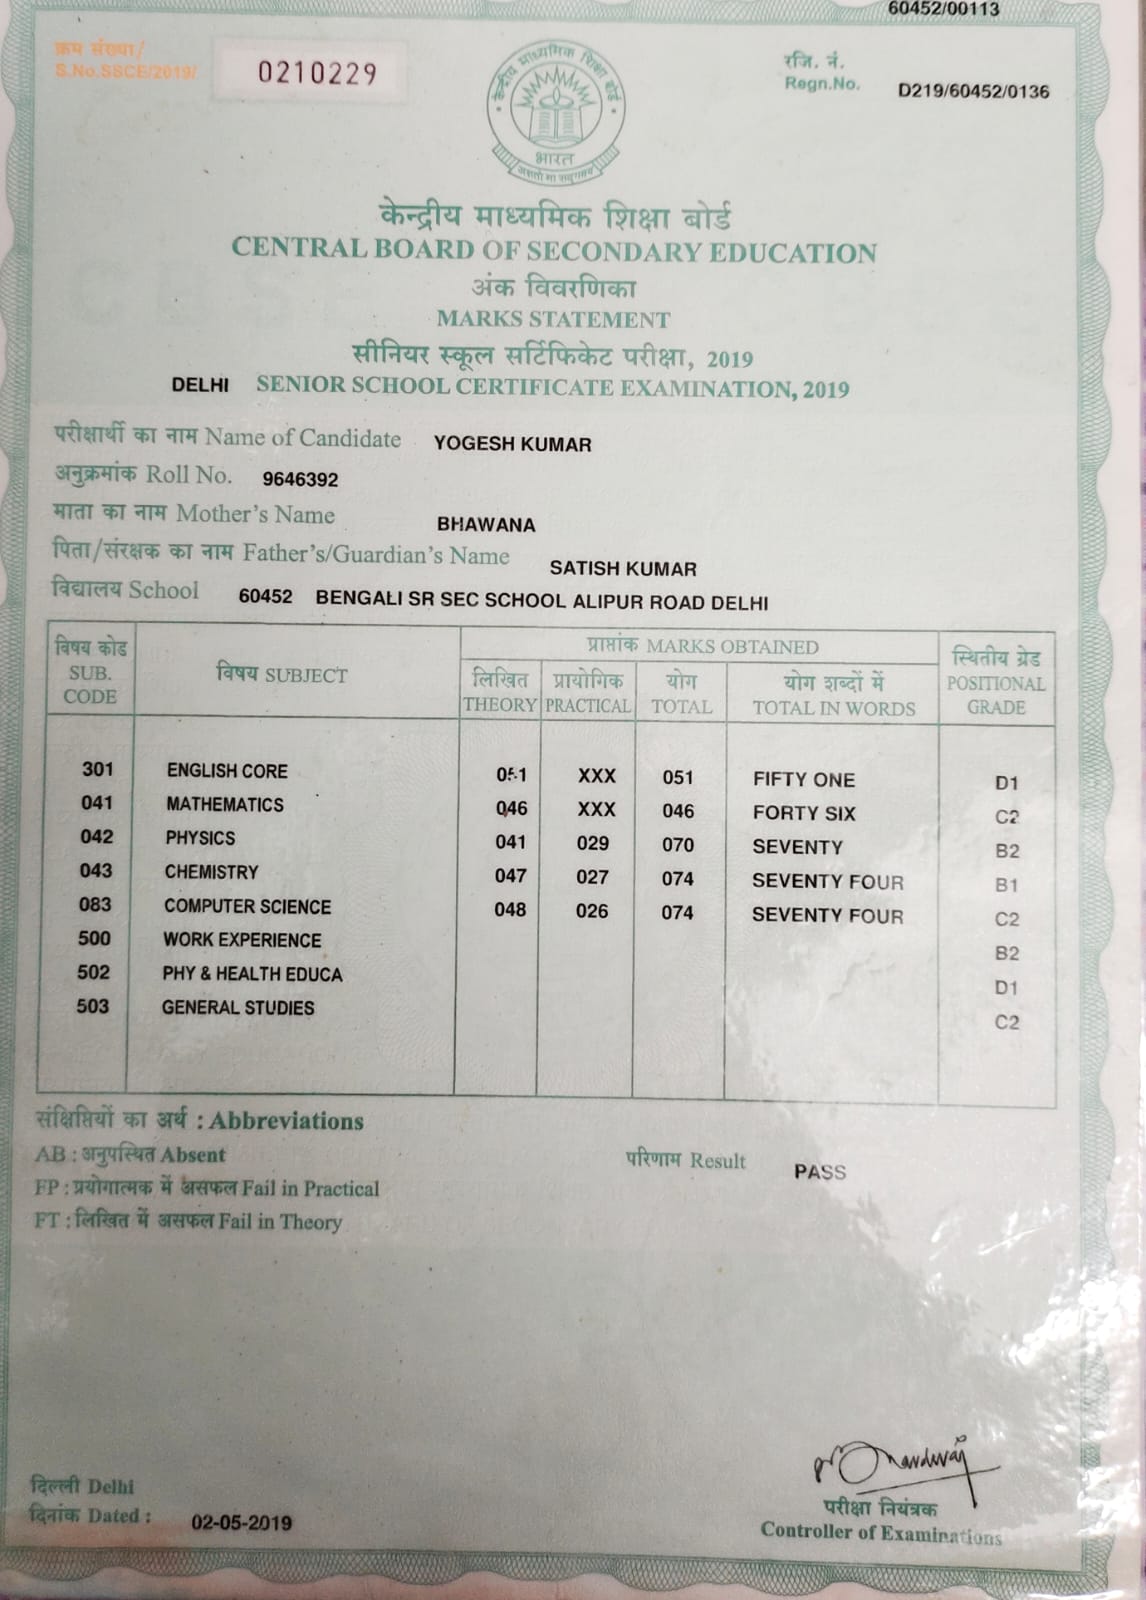 60452/00113
क्रम संख्या/
S.No.SSCE/2019/
0210229
रजि. नं.
Regn.No. D219/60452/0136
केन्द्रीय माध्यमिक शिक्षा बोर्ड
भारत
असतो मा सद्गमय
केन्द्रीय माध्यमिक शिक्षा बोर्ड
CENTRAL BOARD OF SECONDARY EDUCATION
अंक विवरणिका
MARKS STATEMENT
सीनियर स्कूल सर्टिफिकेट परीक्षा, 2019
DELHI SENIOR SCHOOL CERTIFICATE EXAMINATION, 2019
परीक्षार्थी का नाम Name of Candidate YOGESH KUMAR
अनुक्रमांक Roll No. 9646392
माता का नाम Mother's Name BHAWANA
पिता/संरक्षक का नाम Father's/Guardian's Name SATISH KUMAR
विद्यालय School 60452 BENGALI SR SEC SCHOOL ALIPUR ROAD DELHI
विषय कोड SUB. CODE
विषय SUBJECT
प्राप्तांक MARKS OBTAINED
लिखित THEORY
प्रायोगिक PRACTICAL
योग TOTAL
योग शब्दों में TOTAL IN WORDS
स्थितीय ग्रेड POSITIONAL GRADE
301 ENGLISH CORE 051 XXX 051 FIFTY ONE D1
041 MATHEMATICS 046 XXX 046 FORTY SIX C2
042 PHYSICS 041 029 070 SEVENTY B2
043 CHEMISTRY 047 027 074 SEVENTY FOUR B1
083 COMPUTER SCIENCE 048 026 074 SEVENTY FOUR C2
500 WORK EXPERIENCE B2
502 PHY & HEALTH EDUCA D1
503 GENERAL STUDIES C2
संक्षिप्तियों का अर्थ : Abbreviations
AB : अनुपस्थित Absent
परिणाम Result PASS
FP : प्रयोगात्मक में असफल Fail in Practical
FT : लिखित में असफल Fail in Theory
दिल्ली Delhi
दिनांक Dated : 02-05-2019
परीक्षा नियंत्रक
Controller of Examinations